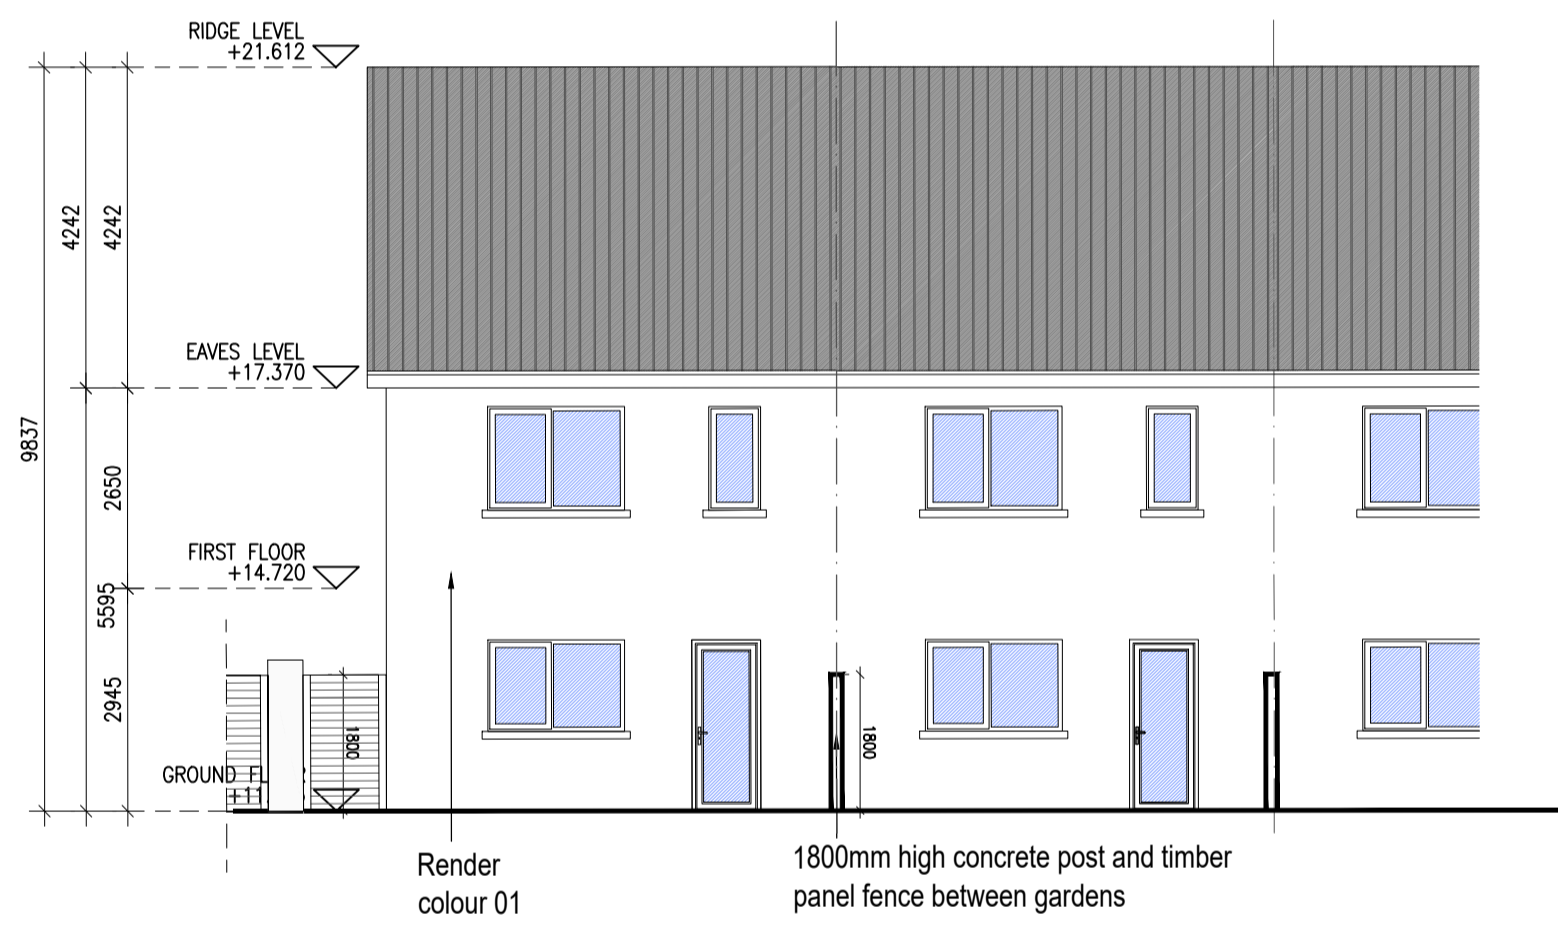 RIDGE LEVEL
+21.612
4242
4242
EAVES LEVEL
+17.370
9837
2650
FIRST FLOOR
+14.720
5595
2945
1800
1800
GROUND
Render
colour 01
1800mm high concrete post and timber
panel fence between gardens